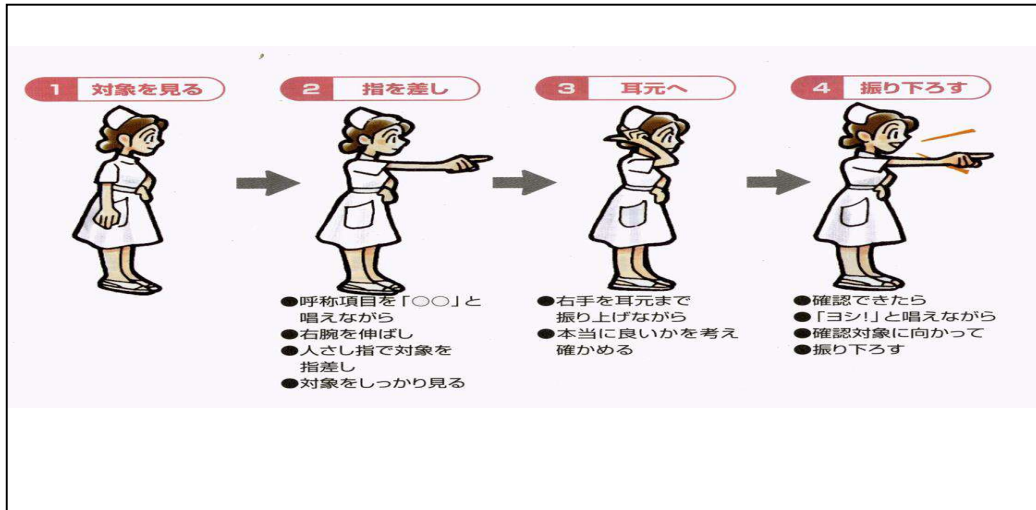 1 対象を見る
2 指を差し
3 耳元へ
4 振り下ろす
●呼称項目を「○○」と
唱えながら
●右腕を伸ばし
●人さし指で対象を
指差し
●対象をしっかり見る
●右手を耳元まで
振り上げながら
●本当に良いかを考え
確かめる
●確認できたら
●「ヨシ!」と唱えながら
●確認対象に向かって
●振り下ろす